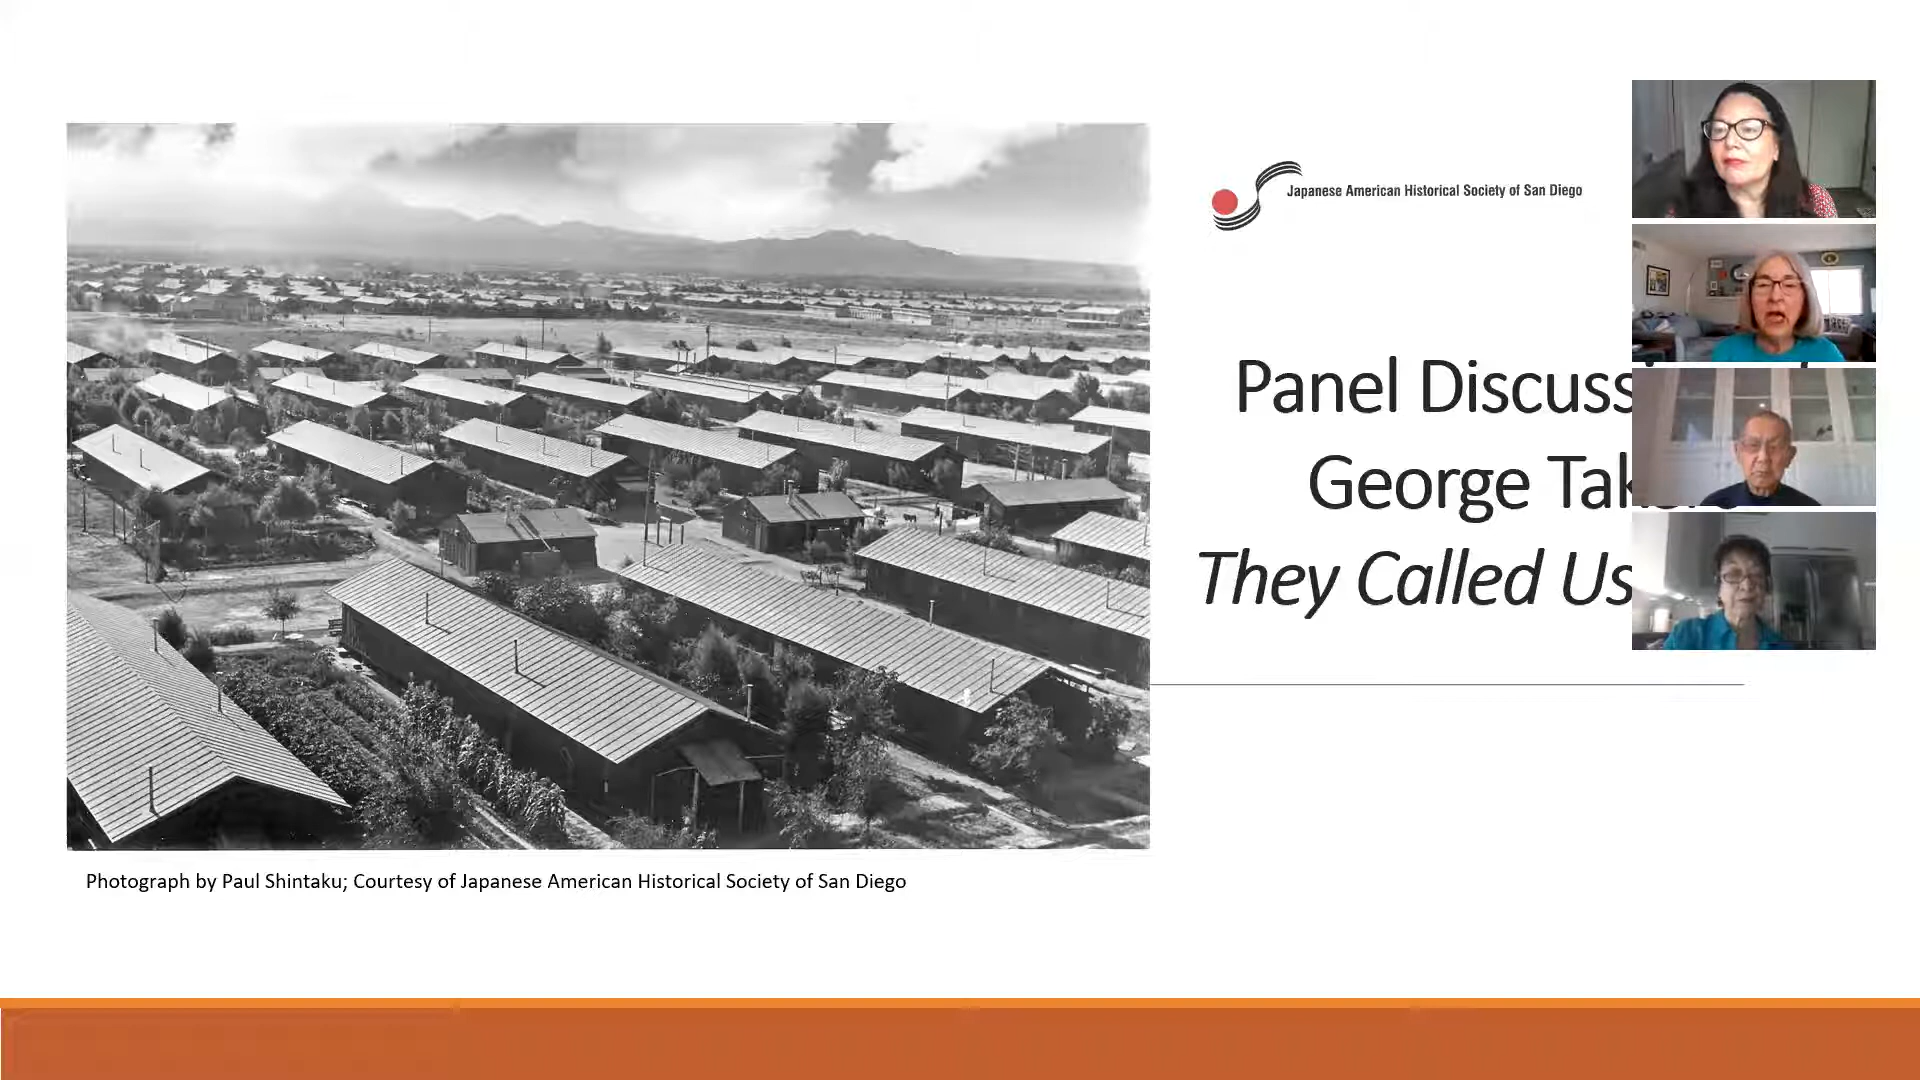 Japanese American Historical Society of San Diego
Panel Discuss
George Tak
They Called Us
Photograph by Paul Shintaku; Courtesy of Japanese American Historical Society of San Diego